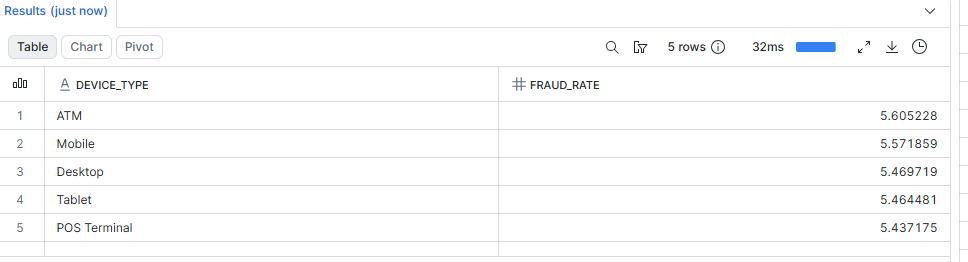 Results (just now)
Table Chart Pivot 5 rows 32ms
A DEVICE_TYPE # FRAUD_RATE
1 ATM 5.605228
2 Mobile 5.571859
3 Desktop 5.469719
4 Tablet 5.464481
5 POS Terminal 5.437175